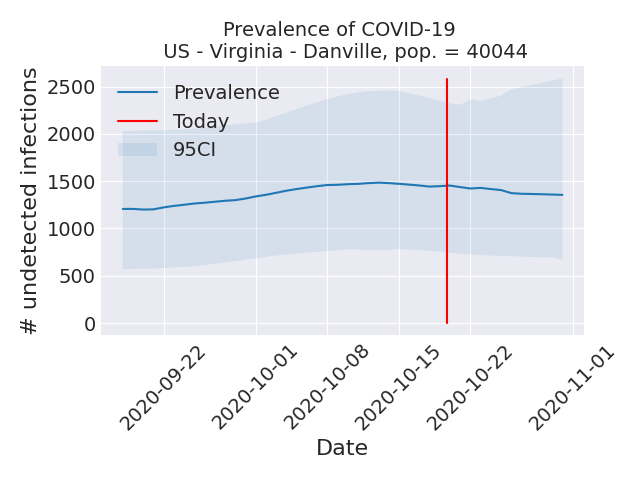 Prevalence of COVID-19
US - Virginia - Danville, pop. = 40044
# undetected infections
2500
2000
1500
1000
500
0
Prevalence
Today
95CI
2020-09-22
2020-10-01
2020-10-08
2020-10-15
2020-10-22
2020-11-01
Date